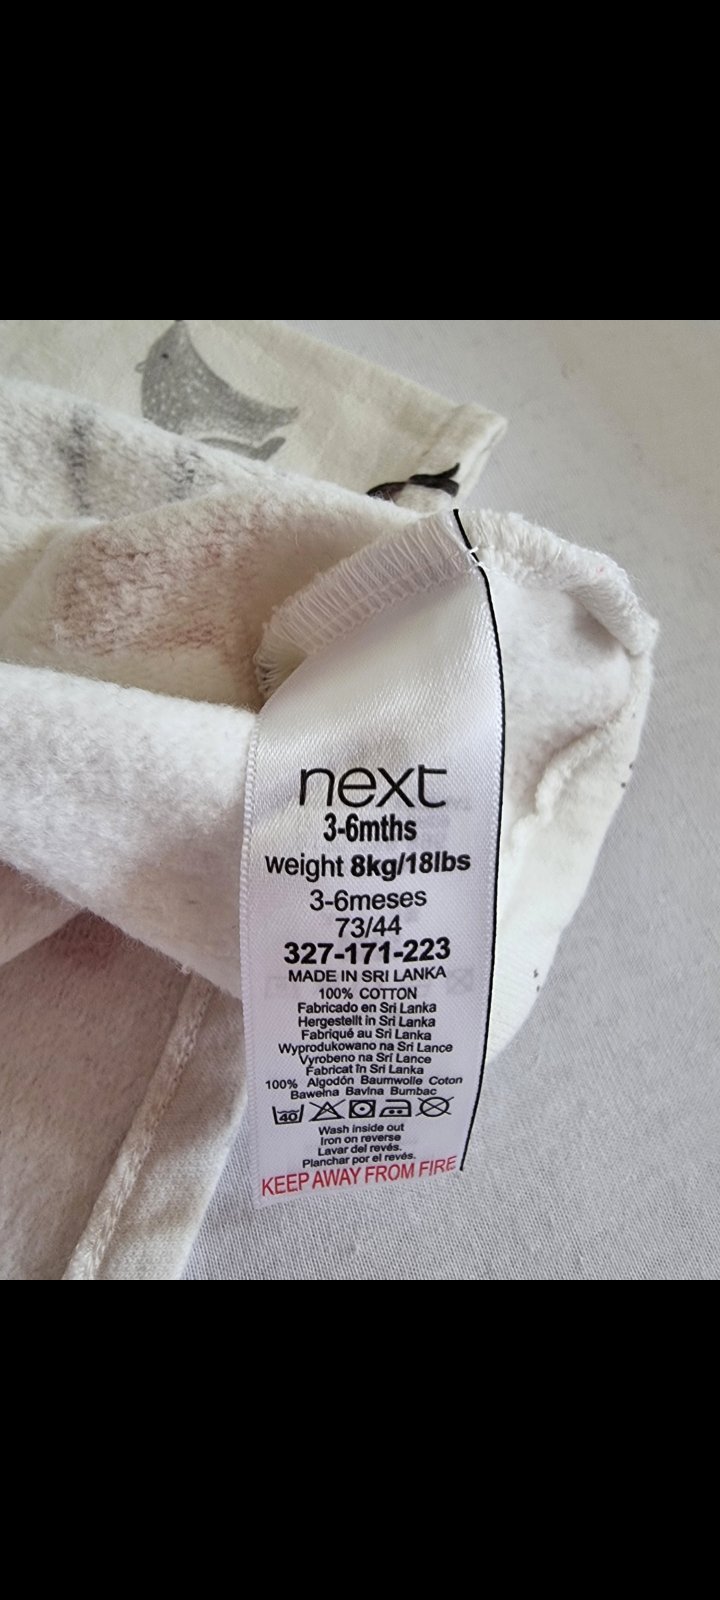 next
3-6mths
weight 8kg/18lbs
3-6meses
73/44
327-171-223
MADE IN SRI LANKA
100% COTTON
Fabricado en Sri Lanka
Hergestellt in Sri Lanka
Fabriqué au Sri Lanka
Wyprodukowano na Sri Lance
Vyrobeno na Srí Lance
Fabricat în Sri Lanka
100% Algodón Baumwolle Coton
Bawełna Bavlna Bumbac
40
Wash inside out
Iron on reverse
Lavar del revés.
Planchar por el revés.
KEEP AWAY FROM FIRE